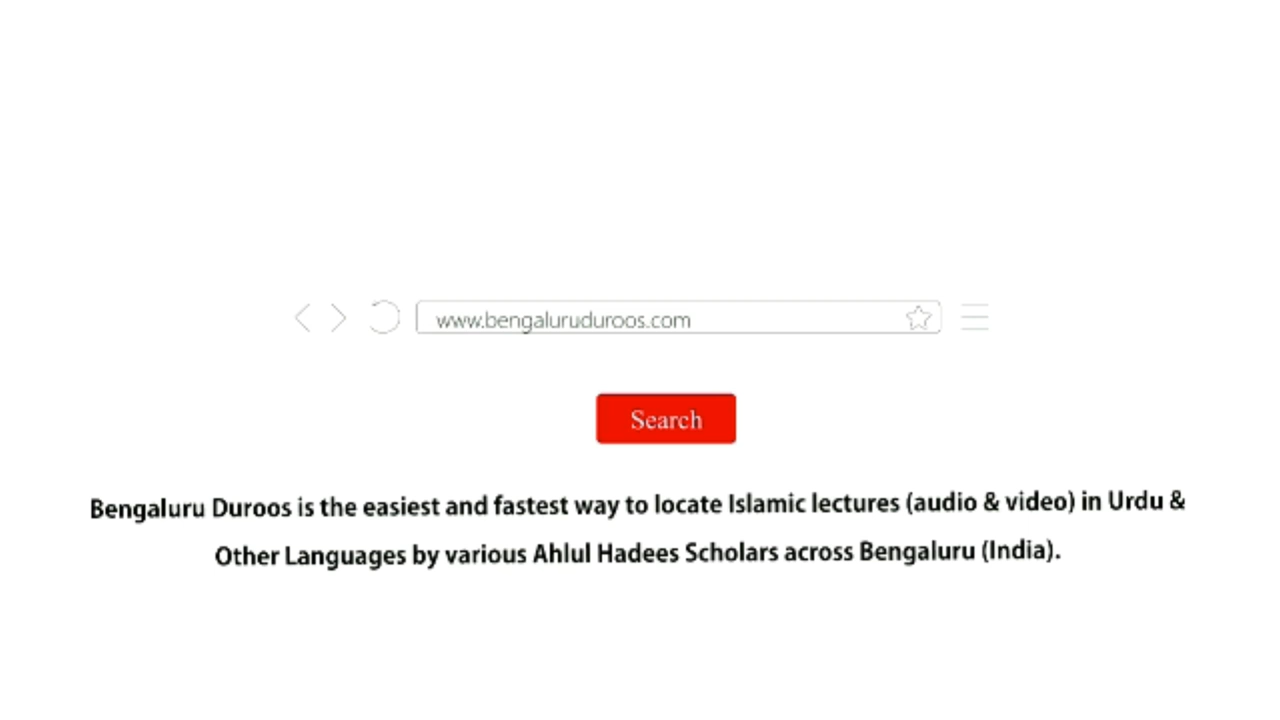 www.bengaluruduroos.com
Search
Bengaluru Duroos is the easiest and fastest way to locate Islamic lectures (audio & video) in Urdu &
Other Languages by various Ahlul Hadees Scholars across Bengaluru (India).